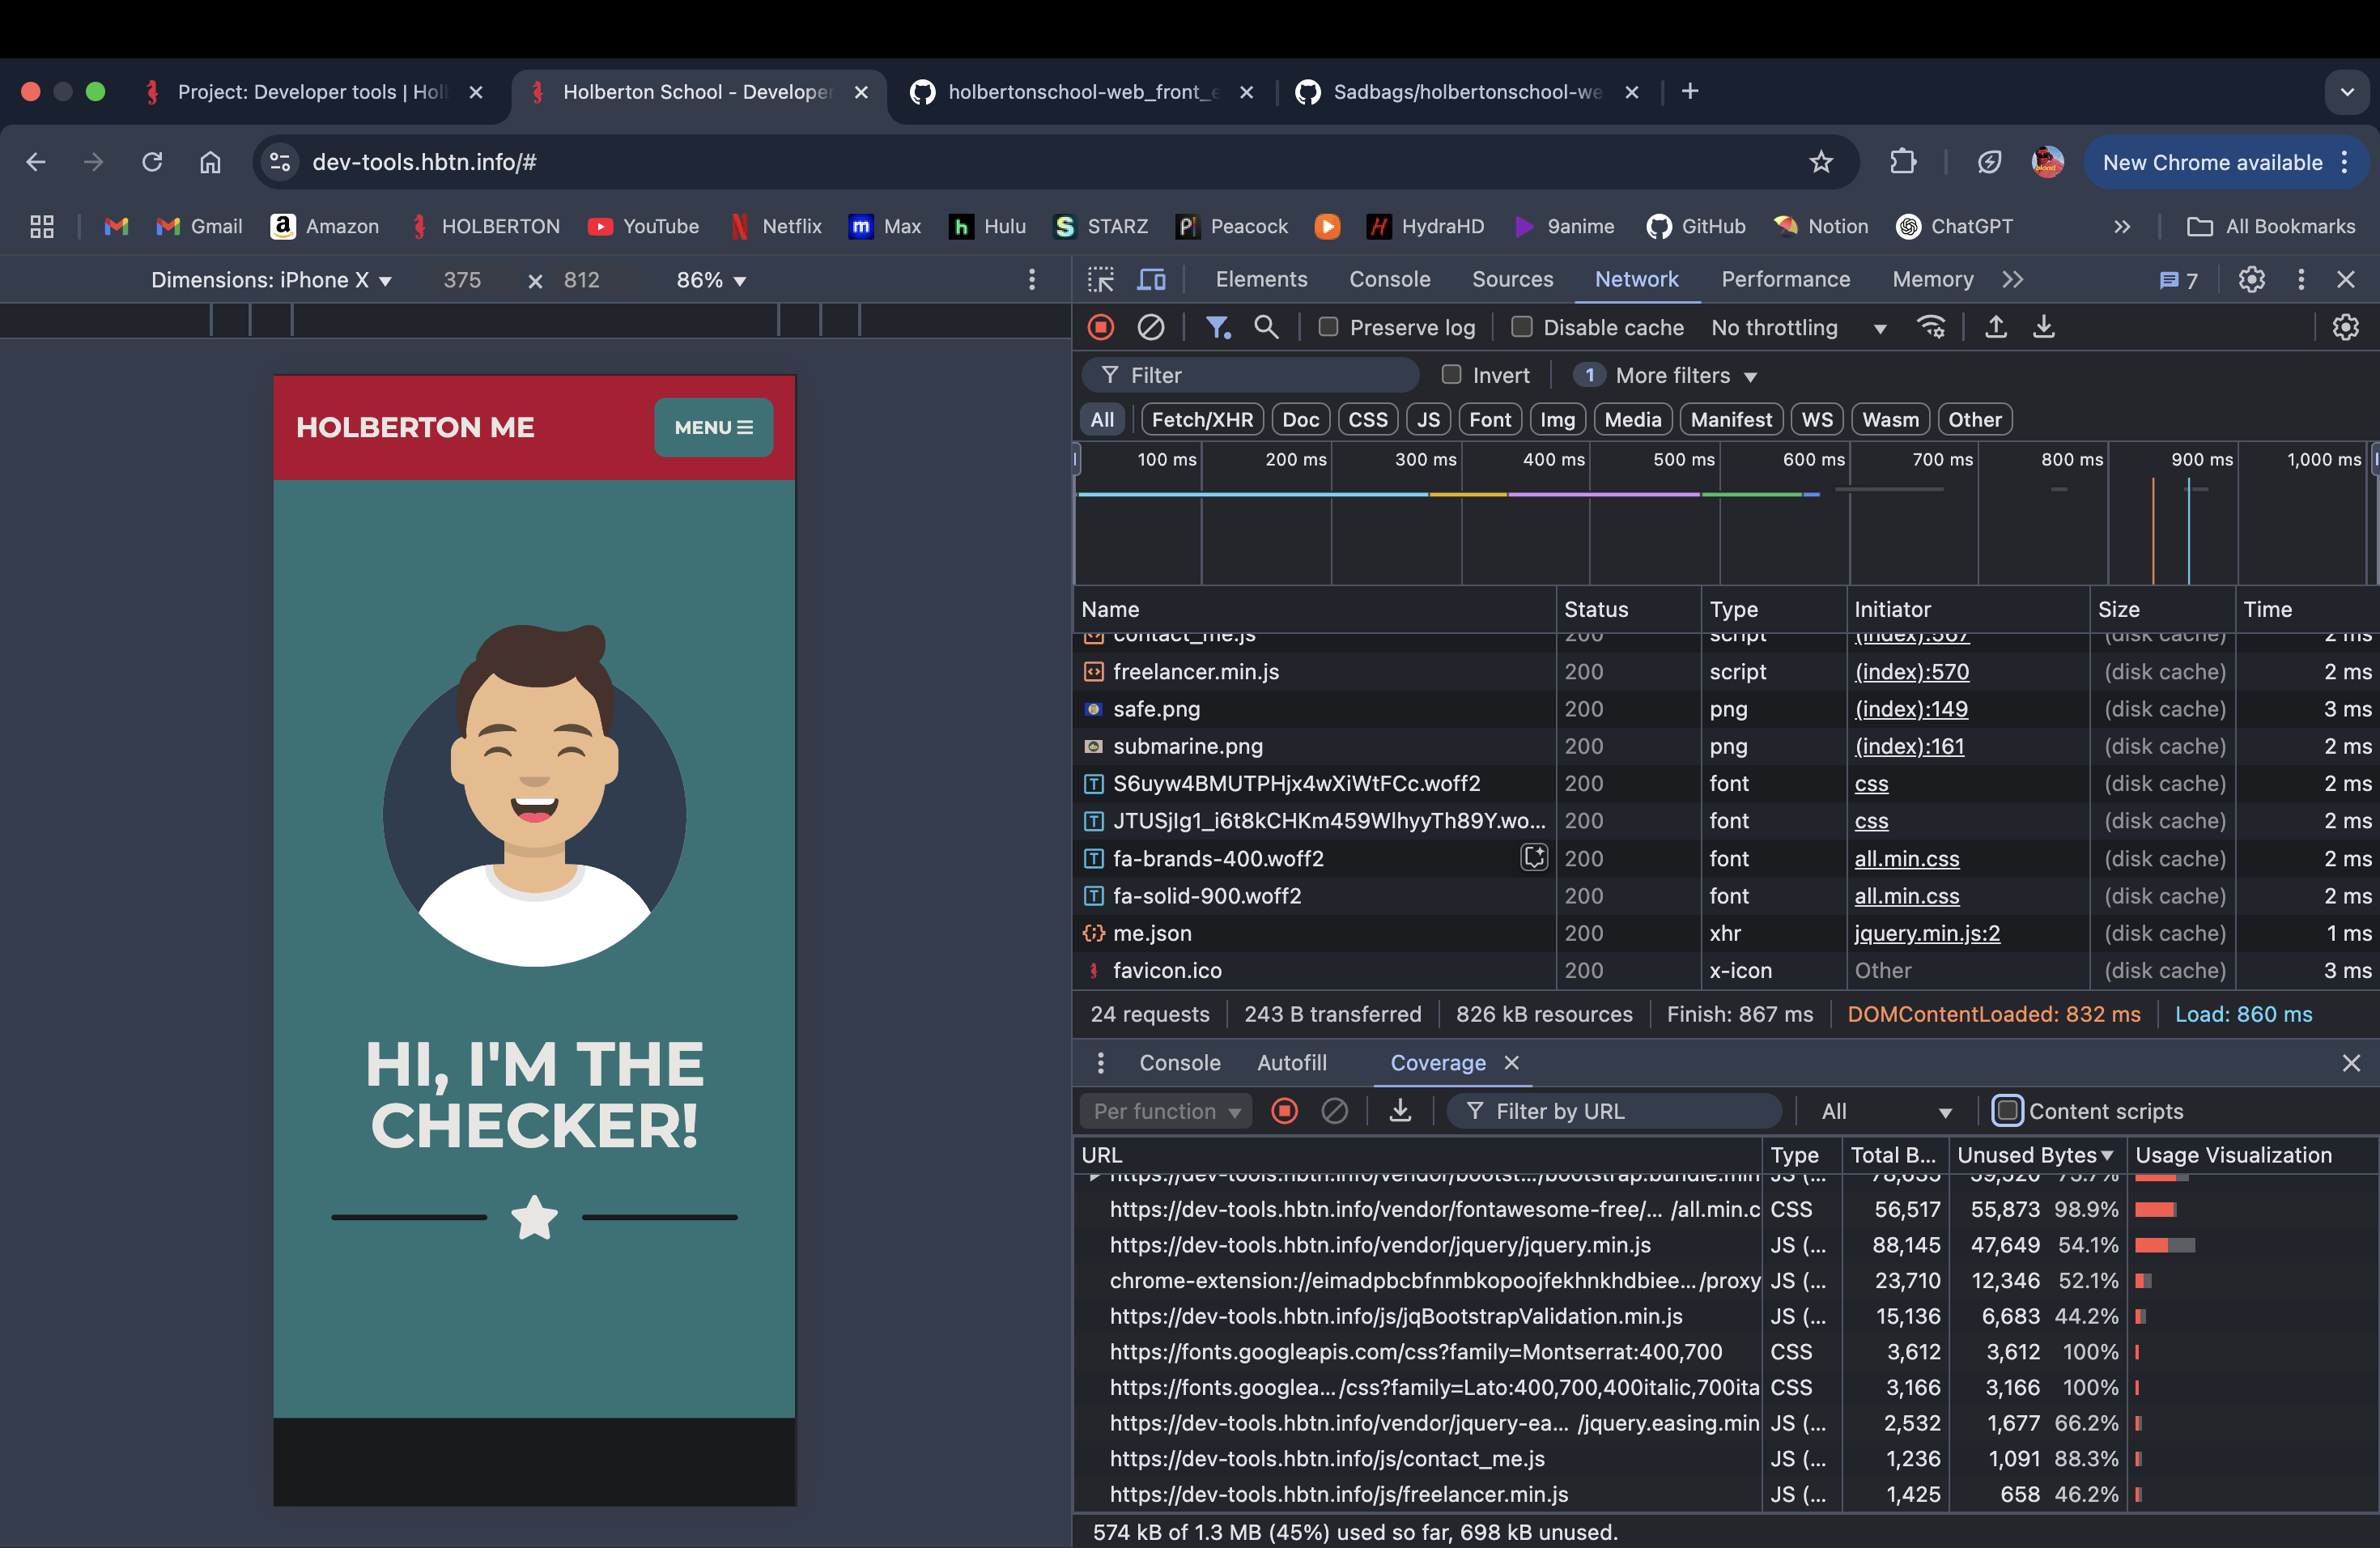 Project: Developer tools | Hol
Holberton School - Developer
holbertonschool-web_front_e
Sadbags/holbertonschool-we
dev-tools.hbtn.info/#
New Chrome available
Gmail
Amazon
HOLBERTON
YouTube
Netflix
Max
Hulu
STARZ
Peacock
HydraHD
9anime
GitHub
Notion
ChatGPT
All Bookmarks
Dimensions: iPhone X
375
×
812
86%
Elements
Console
Sources
Network
Performance
Memory
7
Preserve log
Disable cache
No throttling
Filter
Invert
1
More filters
All
Fetch/XHR
Doc
CSS
JS
Font
Img
Media
Manifest
WS
Wasm
Other
100 ms
200 ms
300 ms
400 ms
500 ms
600 ms
700 ms
800 ms
900 ms
1,000 ms
Name Status Type Initiator Size Time
contact_me.js 200 script (index):567 (disk cache) 2 ms
freelancer.min.js 200 script (index):570 (disk cache) 2 ms
safe.png 200 png (index):149 (disk cache) 3 ms
submarine.png 200 png (index):161 (disk cache) 2 ms
S6uyw4BMUTPHjx4wXiWtFCc.woff2 200 font css (disk cache) 2 ms
JTUSjIg1_i6t8kCHKm459WlhyyTh89Y.wo... 200 font css (disk cache) 2 ms
fa-brands-400.woff2 200 font all.min.css (disk cache) 2 ms
fa-solid-900.woff2 200 font all.min.css (disk cache) 2 ms
me.json 200 xhr jquery.min.js:2 (disk cache) 1 ms
favicon.ico 200 x-icon Other (disk cache) 3 ms
24 requests 243 B transferred 826 kB resources Finish: 867 ms DOMContentLoaded: 832 ms Load: 860 ms
Console
Autofill
Coverage
Per function
Filter by URL
All
Content scripts
URL Type Total B... Unused Bytes Usage Visualization
https://dev-tools.hbtn.info/vendor/bootst.../bootstrap.bundle.min JS (... 78,635 59,520 75.7%
https://dev-tools.hbtn.info/vendor/fontawesome-free/... /all.min.c CSS 56,517 55,873 98.9%
https://dev-tools.hbtn.info/vendor/jquery/jquery.min.js JS (... 88,145 47,649 54.1%
chrome-extension://eimadpbcbfnmbkopoojfekhnkhdbiee... /proxy JS (... 23,710 12,346 52.1%
https://dev-tools.hbtn.info/js/jqBootstrapValidation.min.js JS (... 15,136 6,683 44.2%
https://fonts.googleapis.com/css?family=Montserrat:400,700 CSS 3,612 3,612 100%
https://fonts.googlea... /css?family=Lato:400,700,400italic,700ita CSS 3,166 3,166 100%
https://dev-tools.hbtn.info/vendor/jquery-ea... /jquery.easing.min JS (... 2,532 1,677 66.2%
https://dev-tools.hbtn.info/js/contact_me.js JS (... 1,236 1,091 88.3%
https://dev-tools.hbtn.info/js/freelancer.min.js JS (... 1,425 658 46.2%
574 kB of 1.3 MB (45%) used so far, 698 kB unused.
HOLBERTON ME
MENU
HI, I'M THE
CHECKER!